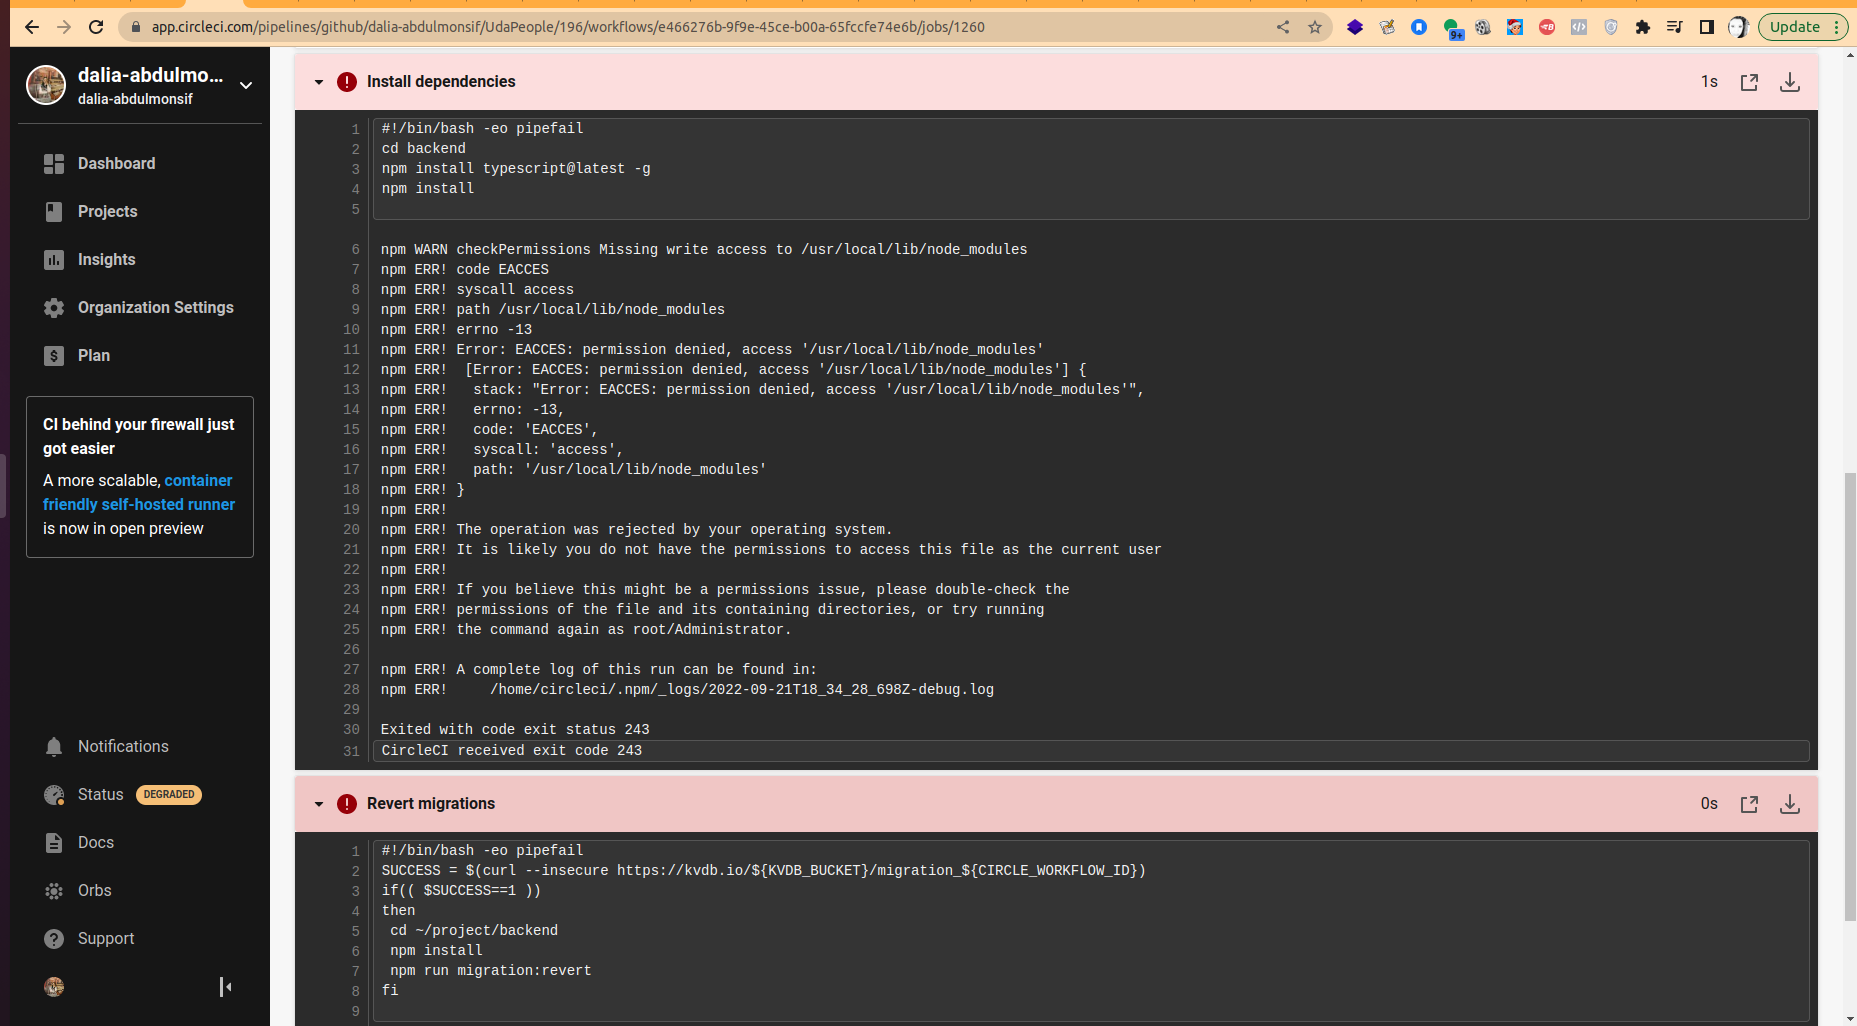 app.circleci.com/pipelines/github/dalia-abdulmonsif/UdaPeople/196/workflows/e466276b-9f9e-45ce-b00a-65fccfe74e6b/jobs/1260
9+
Update
dalia-abdulmo...
dalia-abdulmonsif
Dashboard
Projects
Insights
Organization Settings
Plan
CI behind your firewall just
got easier
A more scalable, container
friendly self-hosted runner
is now in open preview
Notifications
Status DEGRADED
Docs
Orbs
Support
Install dependencies 1s
1 #!/bin/bash -eo pipefail
2 cd backend
3 npm install typescript@latest -g
4 npm install
5
6 npm WARN checkPermissions Missing write access to /usr/local/lib/node_modules
7 npm ERR! code EACCES
8 npm ERR! syscall access
9 npm ERR! path /usr/local/lib/node_modules
10 npm ERR! errno -13
11 npm ERR! Error: EACCES: permission denied, access '/usr/local/lib/node_modules'
12 npm ERR!  [Error: EACCES: permission denied, access '/usr/local/lib/node_modules'] {
13 npm ERR!   stack: "Error: EACCES: permission denied, access '/usr/local/lib/node_modules'",
14 npm ERR!   errno: -13,
15 npm ERR!   code: 'EACCES',
16 npm ERR!   syscall: 'access',
17 npm ERR!   path: '/usr/local/lib/node_modules'
18 npm ERR! }
19 npm ERR!
20 npm ERR! The operation was rejected by your operating system.
21 npm ERR! It is likely you do not have the permissions to access this file as the current user
22 npm ERR!
23 npm ERR! If you believe this might be a permissions issue, please double-check the
24 npm ERR! permissions of the file and its containing directories, or try running
25 npm ERR! the command again as root/Administrator.
26
27 npm ERR! A complete log of this run can be found in:
28 npm ERR!     /home/circleci/.npm/_logs/2022-09-21T18_34_28_698Z-debug.log
29
30 Exited with code exit status 243
31 CircleCI received exit code 243
Revert migrations 0s
1 #!/bin/bash -eo pipefail
2 SUCCESS = $(curl --insecure https://kvdb.io/${KVDB_BUCKET}/migration_${CIRCLE_WORKFLOW_ID})
3 if(( $SUCCESS==1 ))
4 then
5  cd ~/project/backend
6  npm install
7  npm run migration:revert
8 fi
9